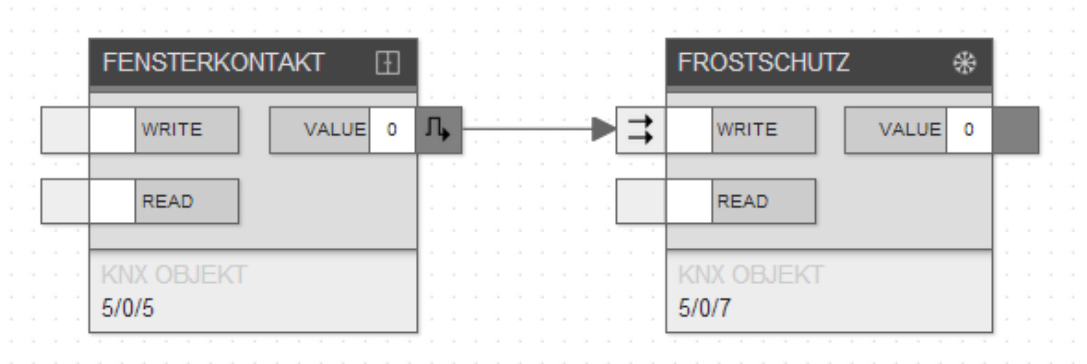 FENSTERKONTAKT
WRITE
VALUE 0
READ
KNX OBJEKT
5/0/5
FROSTSCHUTZ
WRITE
VALUE 0
READ
KNX OBJEKT
5/0/7